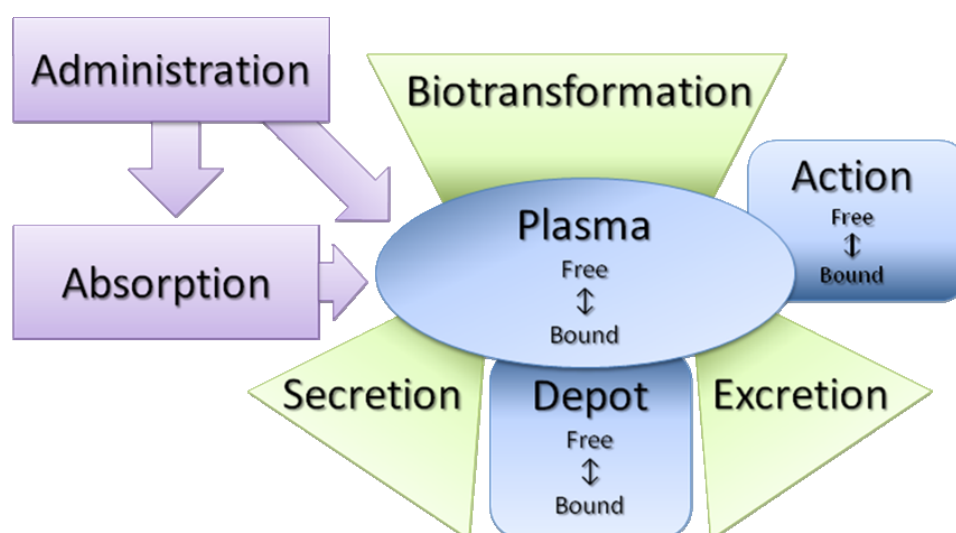 Administration
Biotransformation
Action
Free
↕
Bound
Plasma
Free
↕
Bound
Absorption
Secretion
Depot
Free
↕
Bound
Excretion